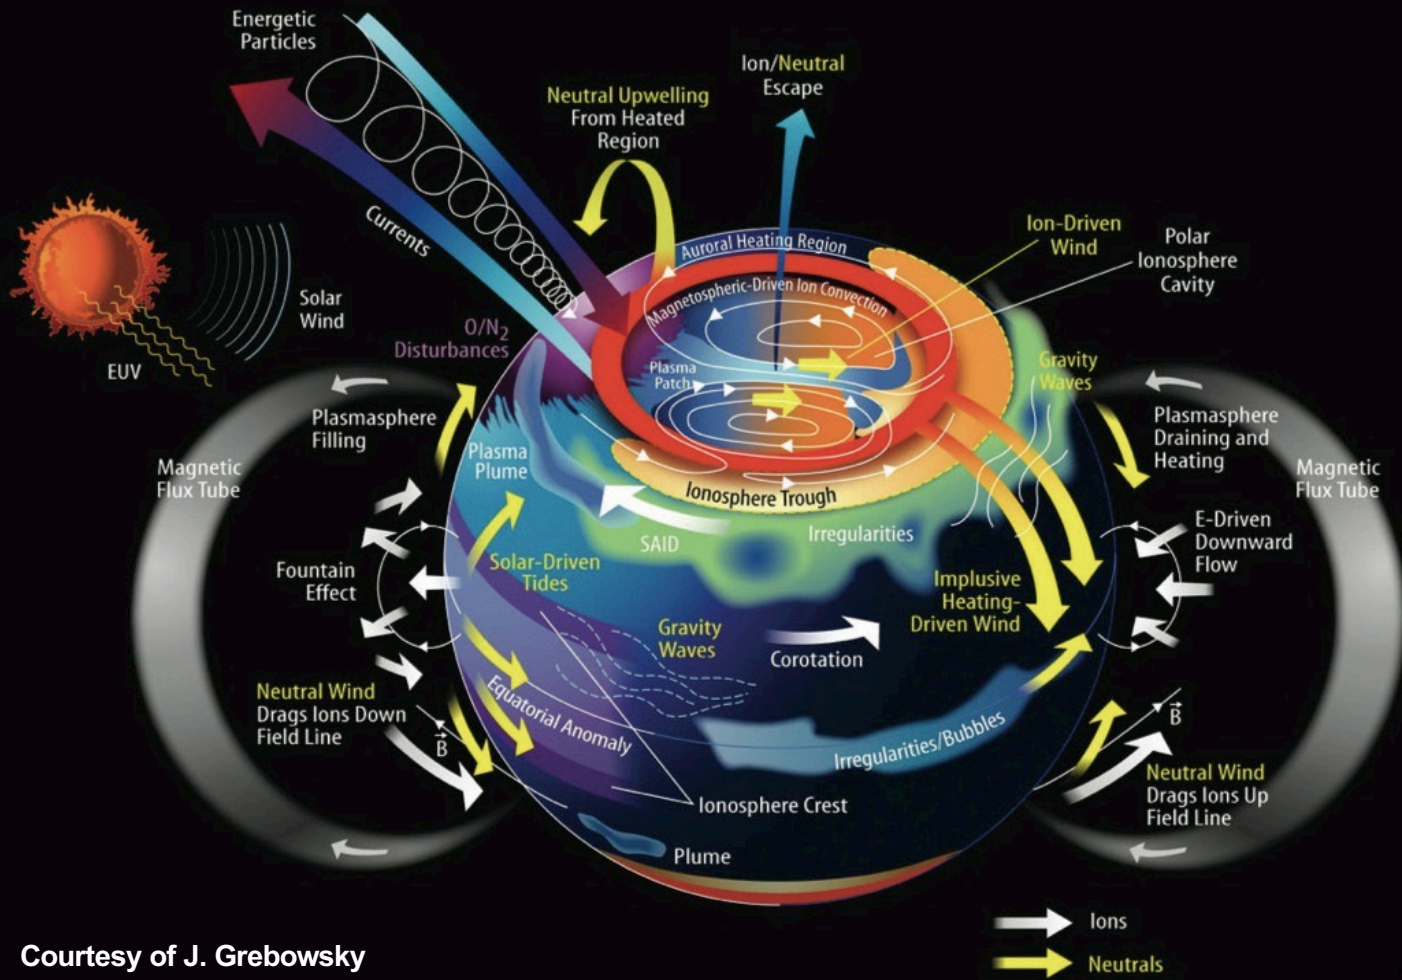 Energetic
Particles
Ion/Neutral
Escape
Neutral Upwelling
From Heated
Region
Currents
Auroral Heating Region
Ion-Driven
Wind
Polar
Ionosphere
Cavity
Magnetospheric-Driven Ion Convection
Solar
Wind
EUV
O/N2
Disturbances
Plasma
Patch
Gravity
Waves
Plasmasphere
Filling
Plasmasphere
Draining and
Heating
Magnetic
Flux Tube
Magnetic
Flux Tube
Plasma
Plume
Ionosphere Trough
SAID
Irregularities
E-Driven
Downward
Flow
Fountain
Effect
Solar-Driven
Tides
Implusive
Heating-
Driven Wind
Gravity
Waves
Corotation
Neutral Wind
Drags Ions Down
Field Line
B
Equatorial Anomaly
Irregularities/Bubbles
B
Neutral Wind
Drags Ions Up
Field Line
Ionosphere Crest
Plume
Ions
Neutrals
Courtesy of J. Grebowsky